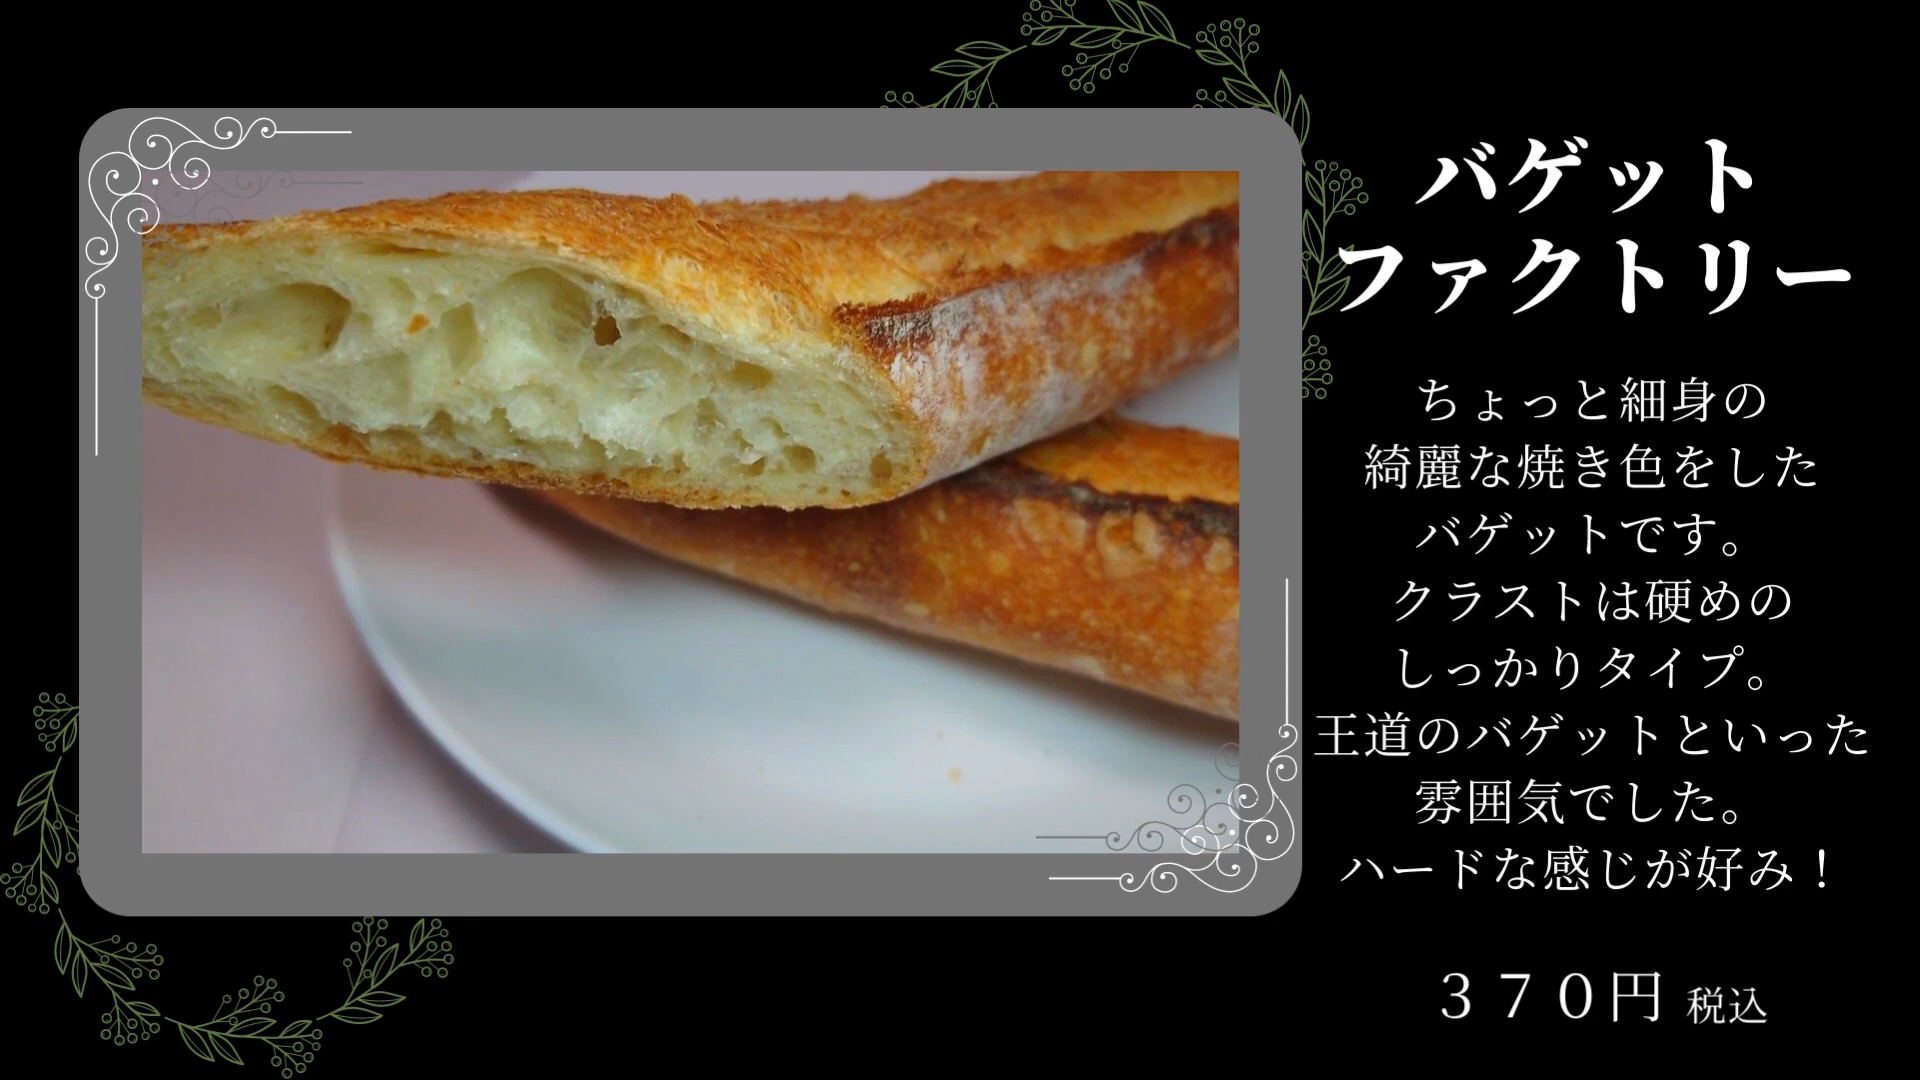 バゲット
ファクトリー
ちょっと細身の
綺麗な焼き色をした
バゲットです。
クラストは硬めの
しっかりタイプ。
王道のバゲットといった
雰囲気でした。
ハードな感じが好み！
３７０円 税込